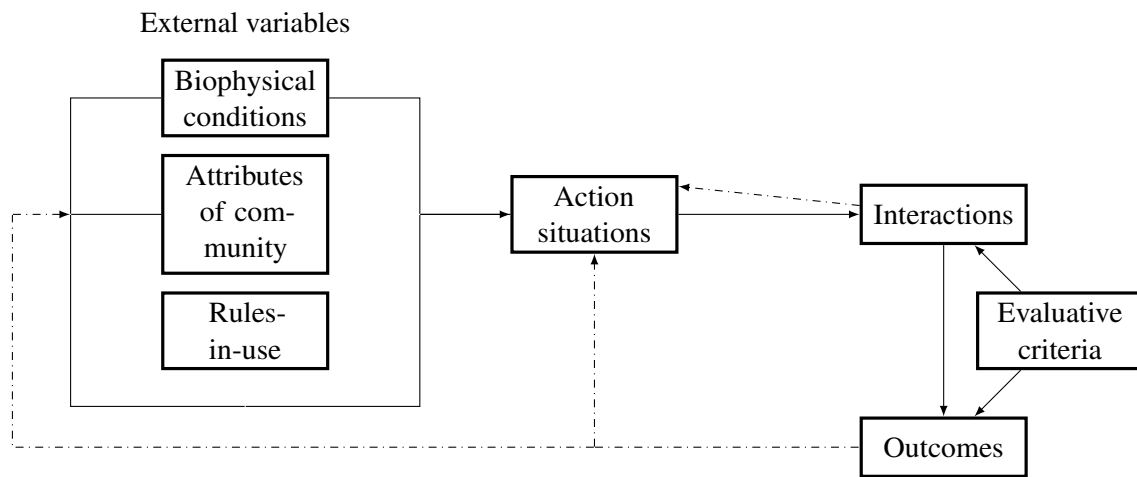 External variables
Biophysical
conditions
Attributes
of com-
munity
Rules-
in-use
Action
situations
Interactions
Evaluative
criteria
Outcomes